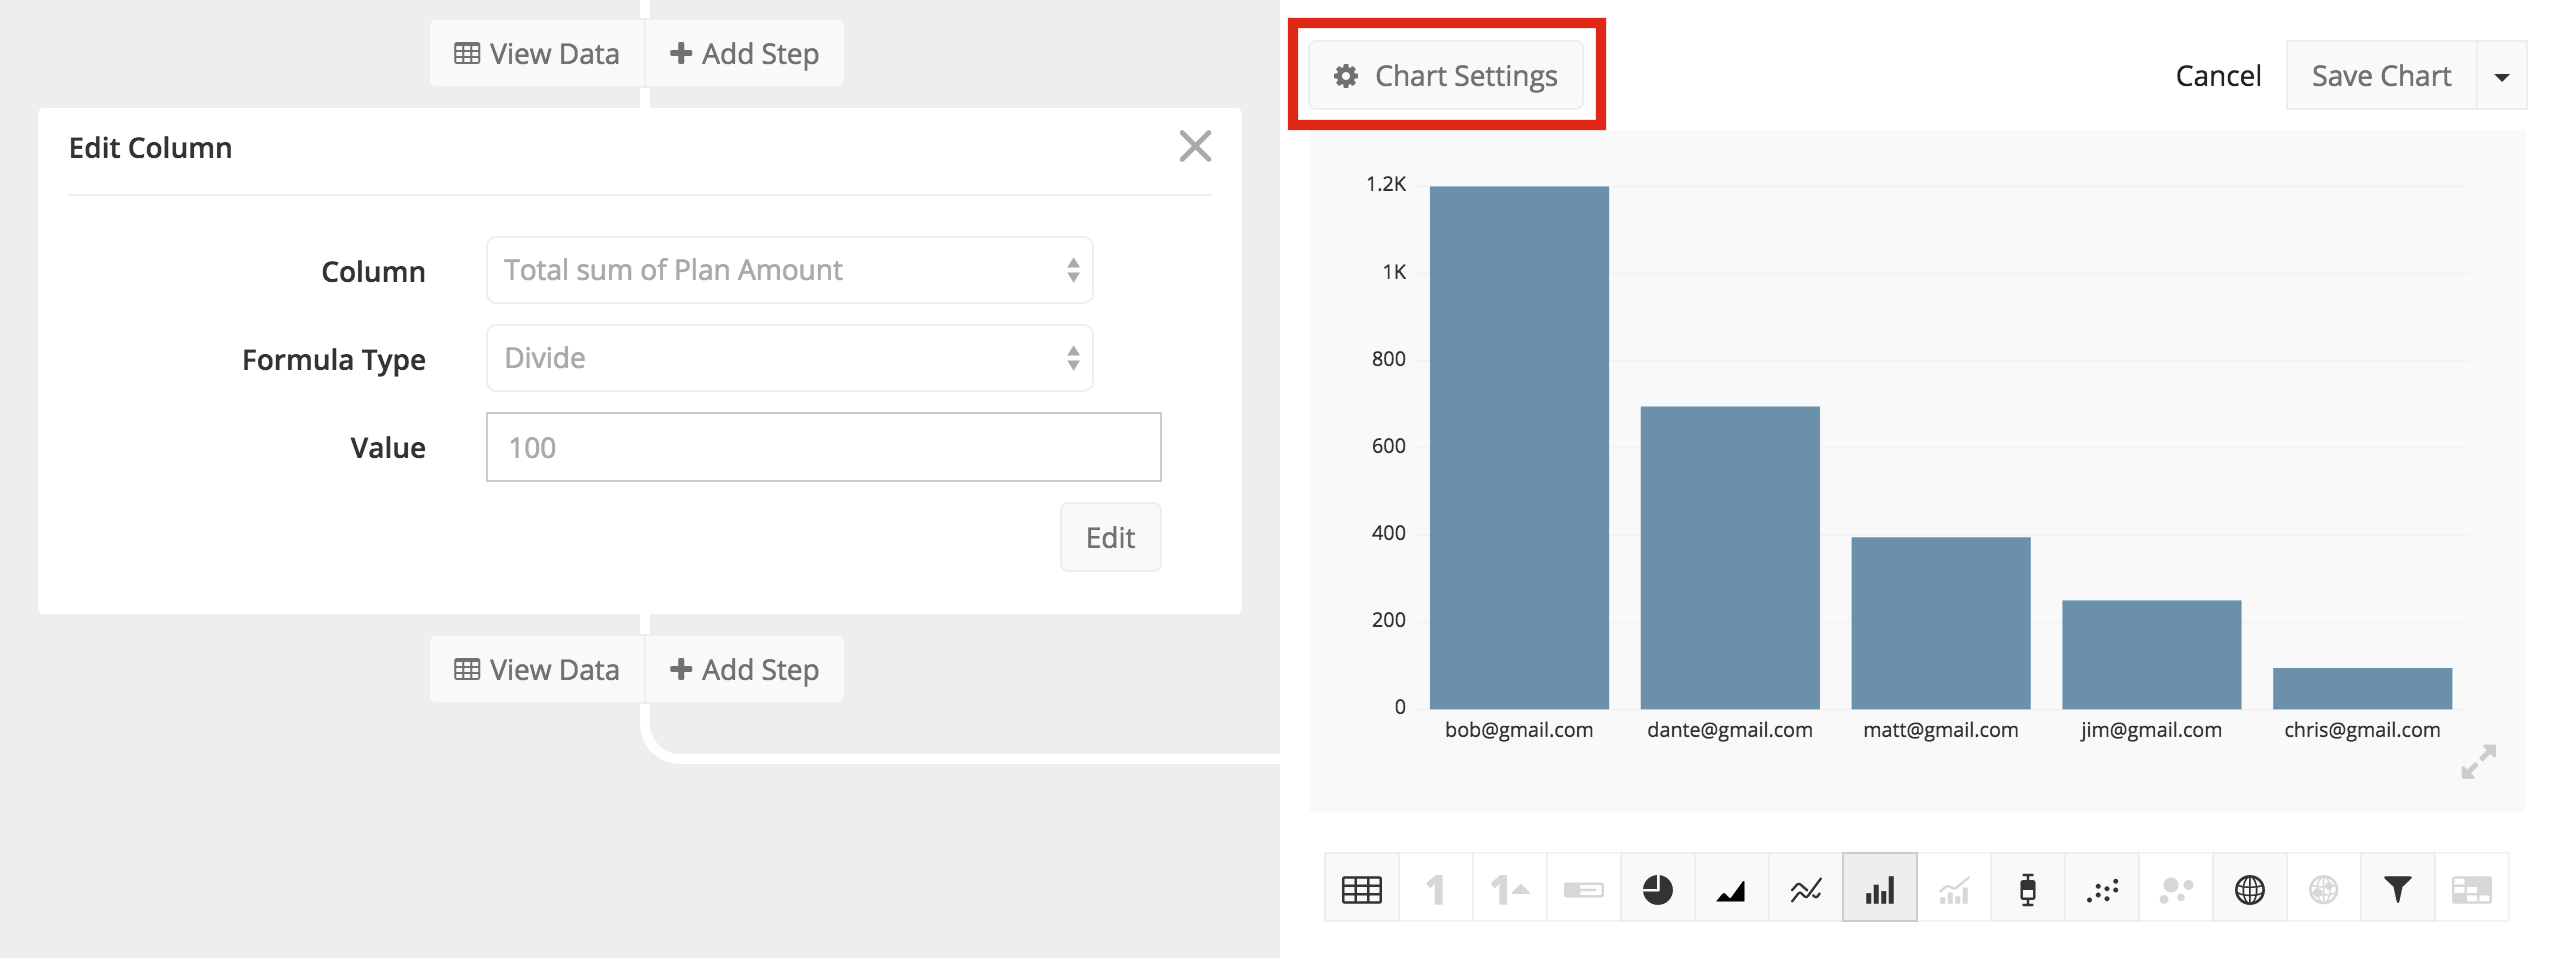 View Data
Add Step
Edit Column
Column
Total sum of Plan Amount
Formula Type
Divide
Value
100
Edit
View Data
Add Step
Chart Settings
Cancel
Save Chart
1.2K
1K
800
600
400
200
0
bob@gmail.com dante@gmail.com matt@gmail.com jim@gmail.com chris@gmail.com
1
1